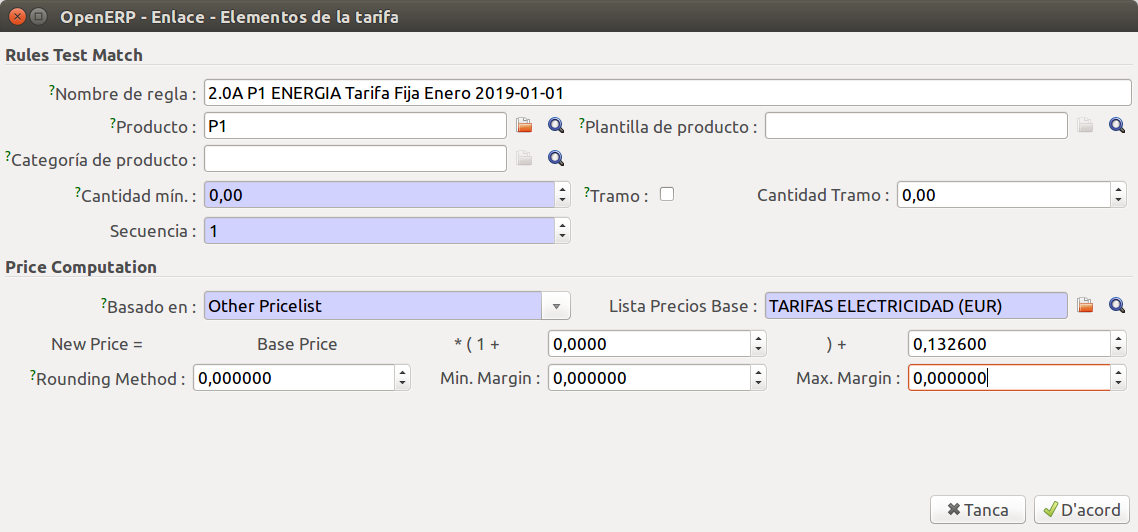 OpenERP - Enlace - Elementos de la tarifa
Rules Test Match
?Nombre de regla : 2.0A P1 ENERGIA Tarifa Fija Enero 2019-01-01
?Producto : P1 ?Plantilla de producto :
?Categoría de producto :
?Cantidad mín. : 0,00 ?Tramo : Cantidad Tramo : 0,00
Secuencia : 1
Price Computation
?Basado en : Other Pricelist Lista Precios Base : TARIFAS ELECTRICIDAD (EUR)
New Price = Base Price * ( 1 + 0,0000 ) + 0,132600
?Rounding Method : 0,000000 Min. Margin : 0,000000 Max. Margin : 0,000000
Tanca D'acord